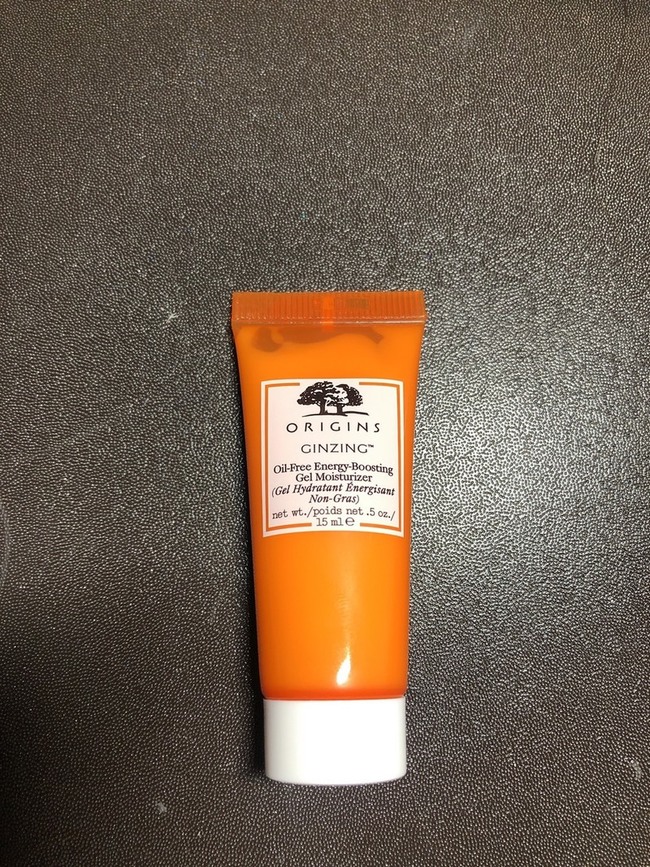 ORIGINS
GINZING™
Oil-Free Energy-Boosting
Gel Moisturizer
(Gel Hydratant Énergisant
Non-Gras)
net wt./poids net .5 oz./
15 ml ℮